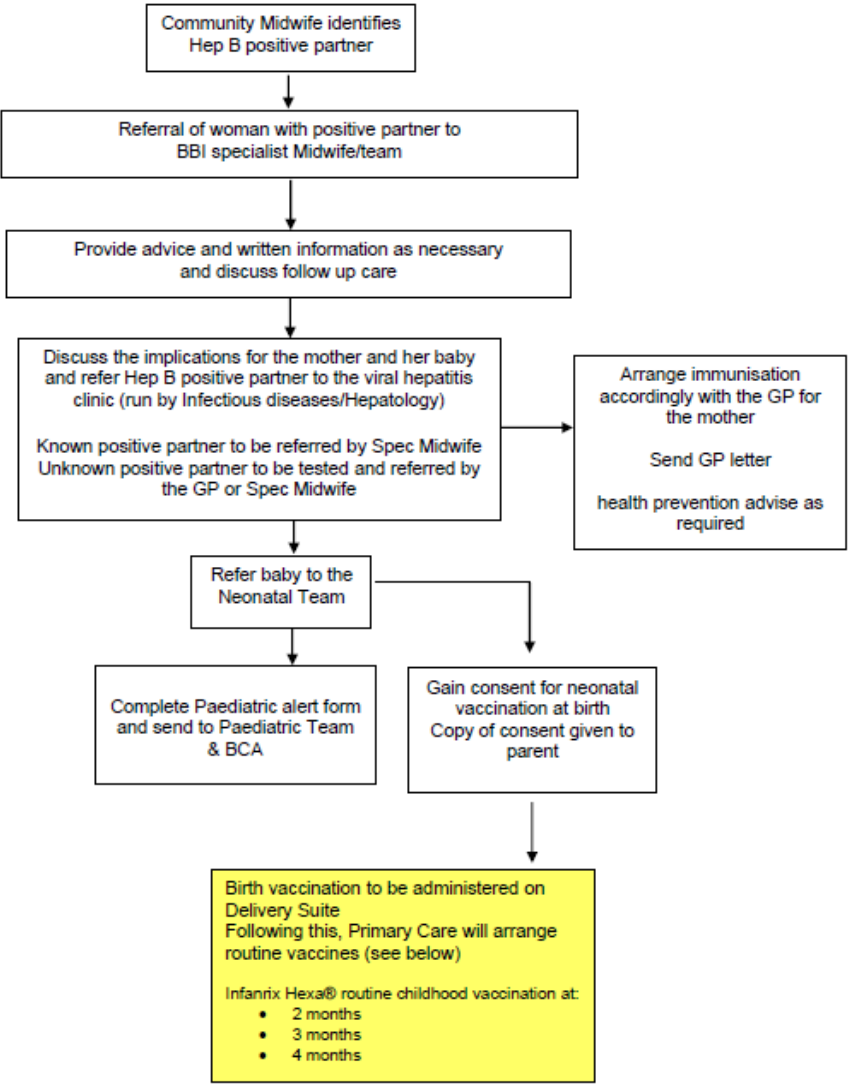 Community Midwife identifies
Hep B positive partner
Referral of woman with positive partner to
BBI specialist Midwife/team
Provide advice and written information as necessary
and discuss follow up care
Discuss the implications for the mother and her baby
and refer Hep B positive partner to the viral hepatitis
clinic (run by Infectious diseases/Hepatology)
Known positive partner to be referred by Spec Midwife
Unknown positive partner to be tested and referred by
the GP or Spec Midwife
Arrange immunisation
accordingly with the GP for
the mother
Send GP letter
health prevention advise as
required
Refer baby to the
Neonatal Team
Complete Paediatric alert form
and send to Paediatric Team
& BCA
Gain consent for neonatal
vaccination at birth
Copy of consent given to
parent
Birth vaccination to be administered on
Delivery Suite
Following this, Primary Care will arrange
routine vaccines (see below)
Infanrix Hexa® routine childhood vaccination at:
• 2 months
• 3 months
• 4 months